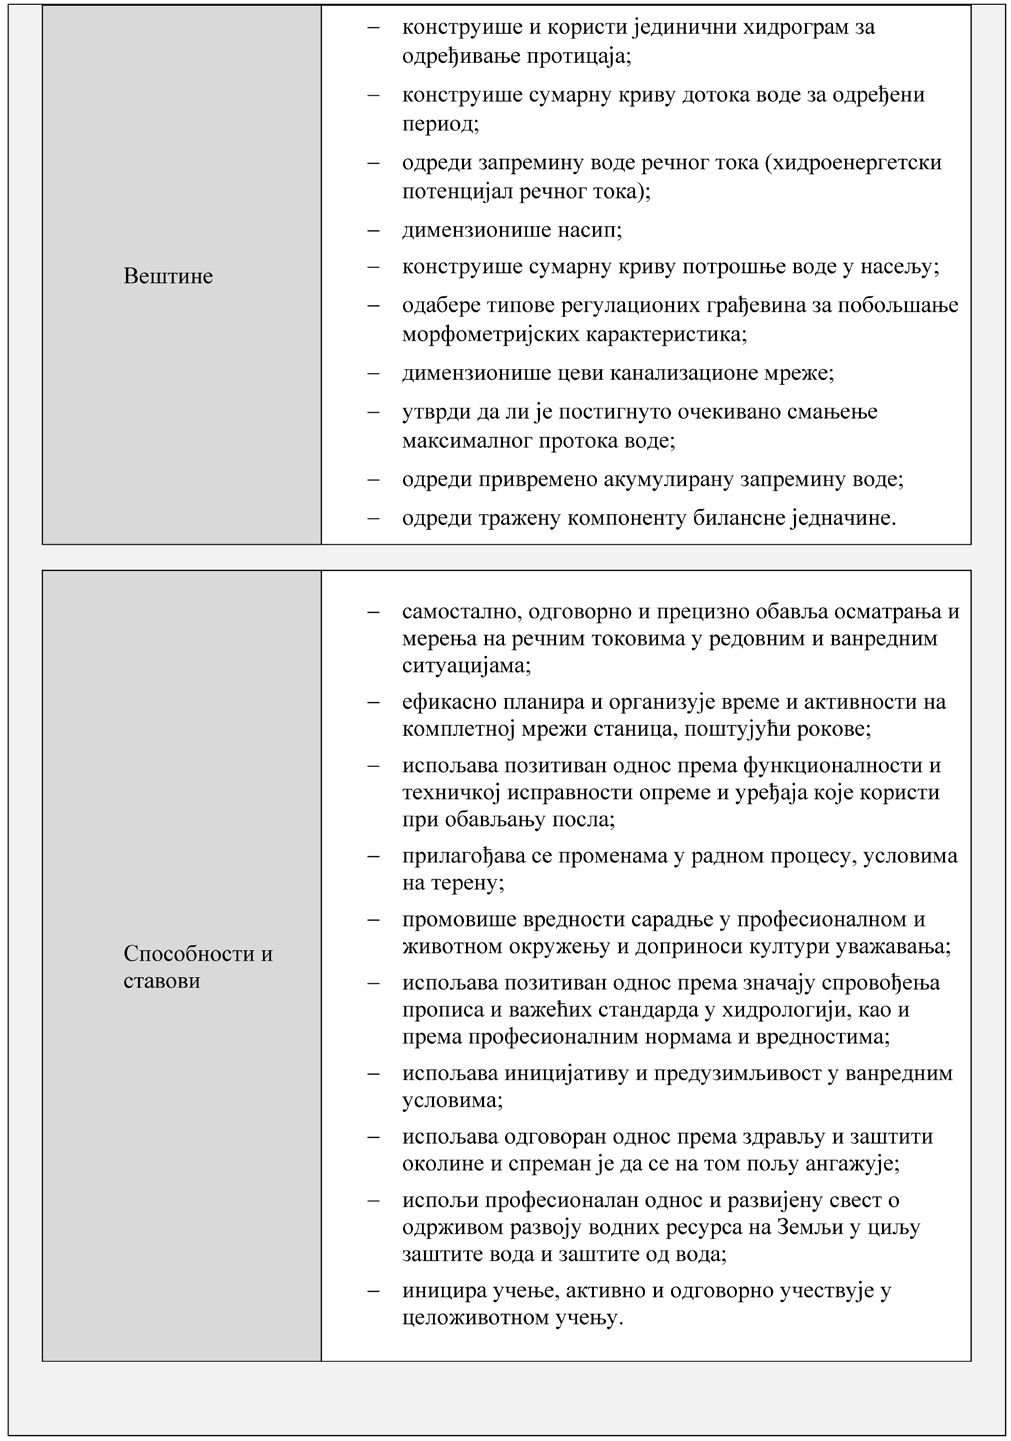 Вештине
– конструише и користи јединични хидрограм за
одређивање протицаја;
– конструише сумарну криву дотока воде за одређени
период;
– одреди запремину воде речног тока (хидроенергетски
потенцијал речног тока);
– димензионише насип;
– конструише сумарну криву потрошње воде у насељу;
– одабере типове регулационих грађевина за побољшање
морфометријских карактеристика;
– димензионише цеви канализационе мреже;
– утврди да ли је постигнуто очекивано смањење
максималног протока воде;
– одреди привремено акумулирану запремину воде;
– одреди тражену компоненту билансне једначине.
Способности и
ставови
– самостално, одговорно и прецизно обавља осматрања и
мерења на речним токовима у редовним и ванредним
ситуацијама;
– ефикасно планира и организује време и активности на
комплетној мрежи станица, поштујући рокове;
– испољава позитиван однос према функционалности и
техничкој исправности опреме и уређаја које користи
при обављању посла;
– прилагођава се променама у радном процесу, условима
на терену;
– промовише вредности сарадње у професионалном и
животном окружењу и доприноси култури уважавања;
– испољава позитиван однос према значају спровођења
прописа и важећих стандарда у хидрологији, као и
према професионалним нормама и вредностима;
– испољава иницијативу и предузимљивост у ванредним
условима;
– испољава одговоран однос према здрављу и заштити
околине и спреман је да се на том пољу ангажује;
– испољи професионалан однос и развијену свест о
одрживом развоју водних ресурса на Земљи у циљу
заштите вода и заштите од вода;
– иницира учење, активно и одговорно учествује у
целоживотном учењу.